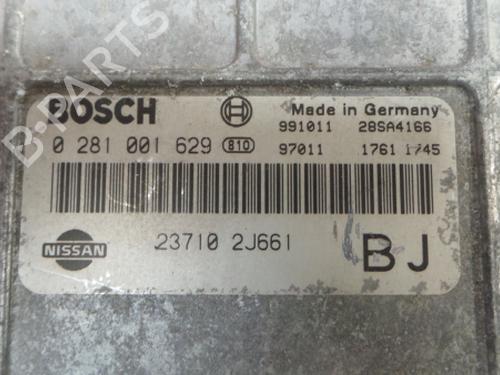 B-PARTS
BOSCH
Made in Germany
0 281 001 629 810
991011 28SA4166
97011 1761 1745
NISSAN
23710 2J661
BJ